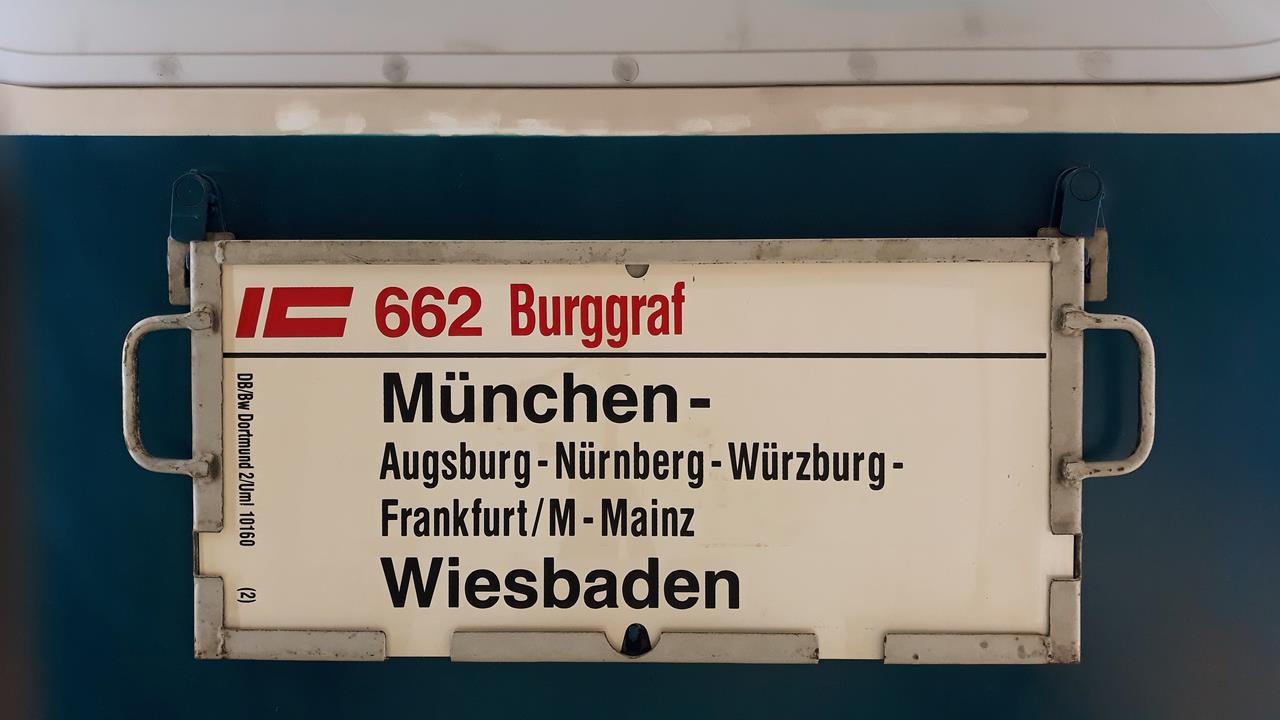 IC 662 Burggraf
München-
Augsburg-Nürnberg-Würzburg-
Frankfurt/M-Mainz
Wiesbaden
DB/Bw Dortmund 2/Uml 10160 (2)